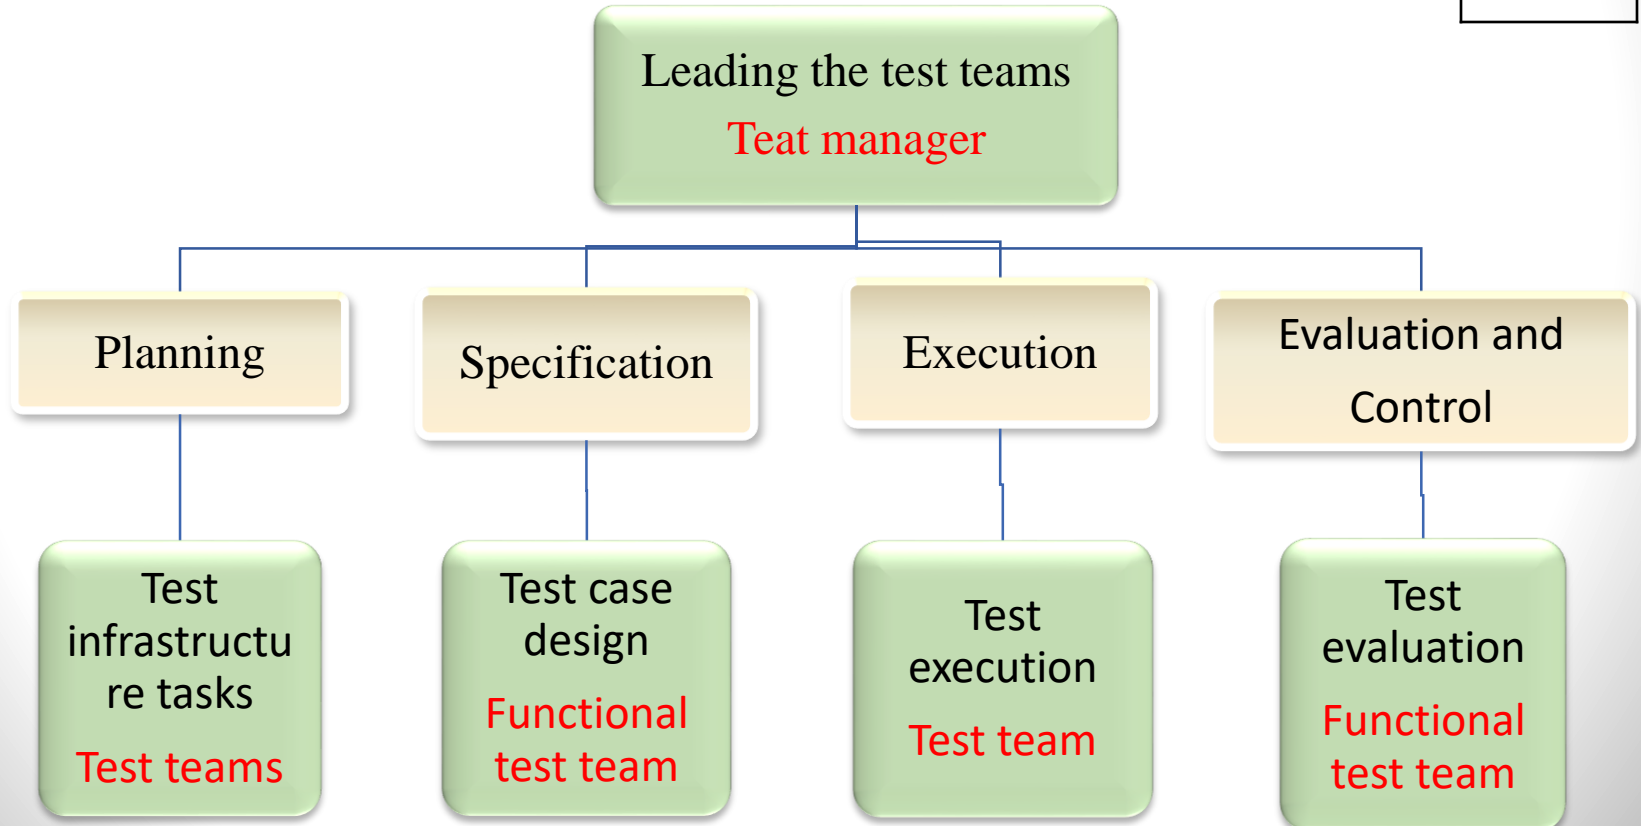 Leading the test teams
Teat manager
Planning
Specification
Execution
Evaluation and
Control
Test
infrastructu
re tasks
Test teams
Test case
design
Functional
test team
Test
execution
Test team
Test
evaluation
Functional
test team